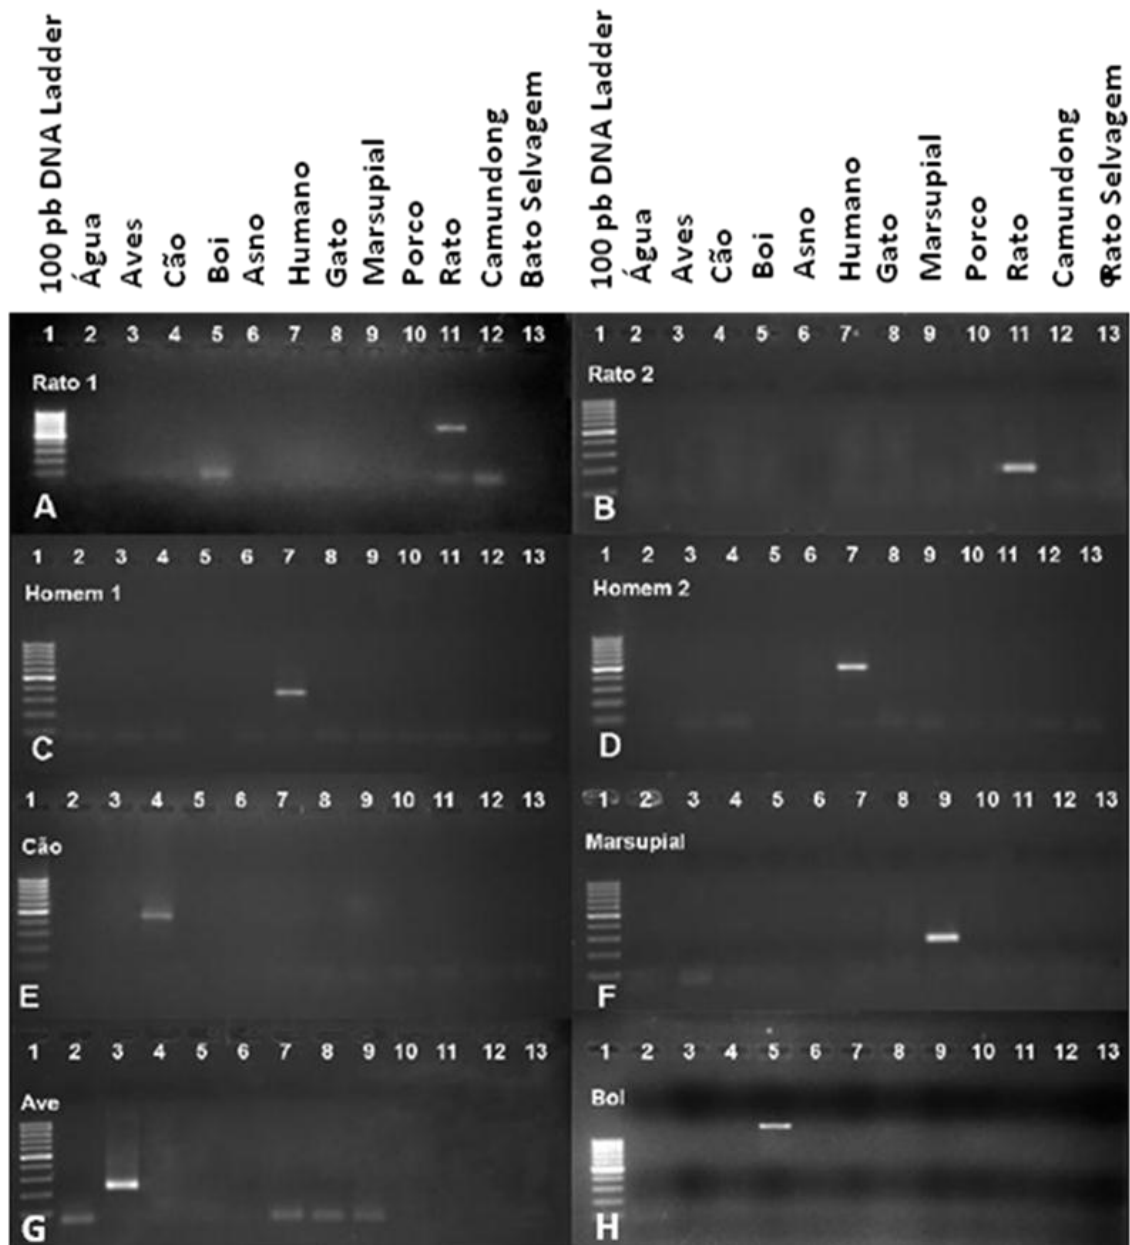 100 pb DNA Ladder
Água
Aves
Cão
Boi
Asno
Humano
Gato
Marsupial
Porco
Rato
Camundong
Rato Selvagem
100 pb DNA Ladder
Água
Aves
Cão
Boi
Asno
Humano
Gato
Marsupial
Porco
Rato
Camundong
Rato Selvagem
1 2 3 4 5 6 7 8 9 10 11 12 13
Rato 1
A
1 2 3 4 5 6 7 8 9 10 11 12 13
Rato 2
B
1 2 3 4 5 6 7 8 9 10 11 12 13
Homem 1
C
1 2 3 4 5 6 7 8 9 10 11 12 13
Homem 2
D
1 2 3 4 5 6 7 8 9 10 11 12 13
Cão
E
1 2 3 4 5 6 7 8 9 10 11 12 13
Marsupial
F
1 2 3 4 5 6 7 8 9 10 11 12 13
Ave
G
1 2 3 4 5 6 7 8 9 10 11 12 13
Boi
H